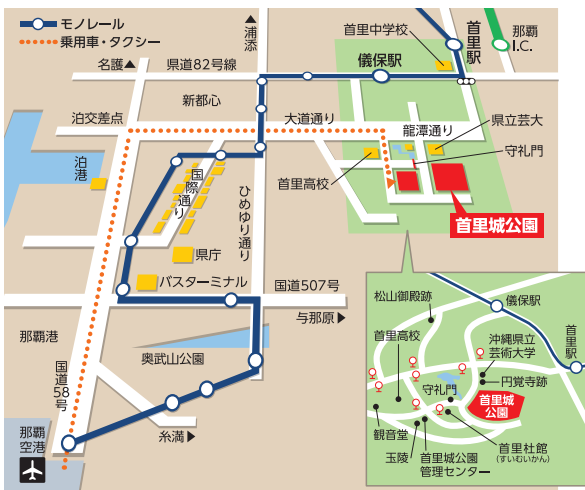 モノレール
乗用車・タクシー
▲浦添
首里中学校
首里駅
那覇
I.C.
名護▲
県道82号線
儀保駅
新都心
泊交差点
大道通り
龍潭通り
県立芸大
守礼門
泊港
国際通り
ひめゆり通り
首里高校
首里城公園
県庁
バスターミナル
国道507号
与那原▶
那覇港
奥武山公園
国道58号
糸満▶
那覇
空港
松山御殿跡
儀保駅
首里高校
沖縄県立
芸術大学
首里駅
円覚寺跡
守礼門
首里城
公園
観音堂
玉陵
首里城公園
管理センター
首里杜館
(すいむいかん)